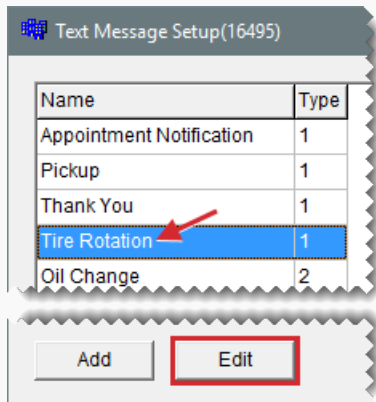 Text Message Setup(16495)
Name Type
Appointment Notification 1
Pickup 1
Thank You 1
Tire Rotation 1
Oil Change 2
Add Edit